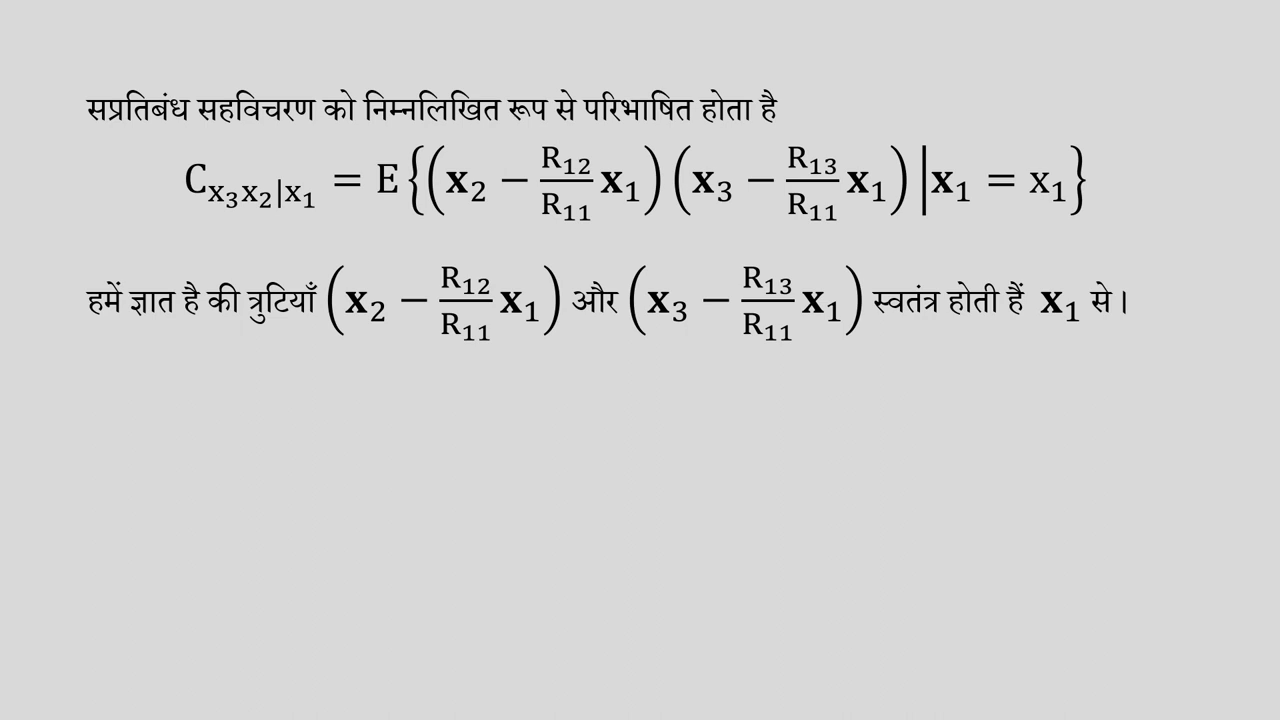 सप्रतिबंध सहविचरण को निम्नलिखित रूप से परिभाषित होता है
C_{x₃x₂|x₁} = E{(𝐱₂ − R₁₂/R₁₁ 𝐱₁)(𝐱₃ − R₁₃/R₁₁ 𝐱₁)|𝐱₁ = x₁}
हमें ज्ञात है की त्रुटियाँ (𝐱₂ − R₁₂/R₁₁ 𝐱₁) और (𝐱₃ − R₁₃/R₁₁ 𝐱₁) स्वतंत्र होती हैं 𝐱₁ से।